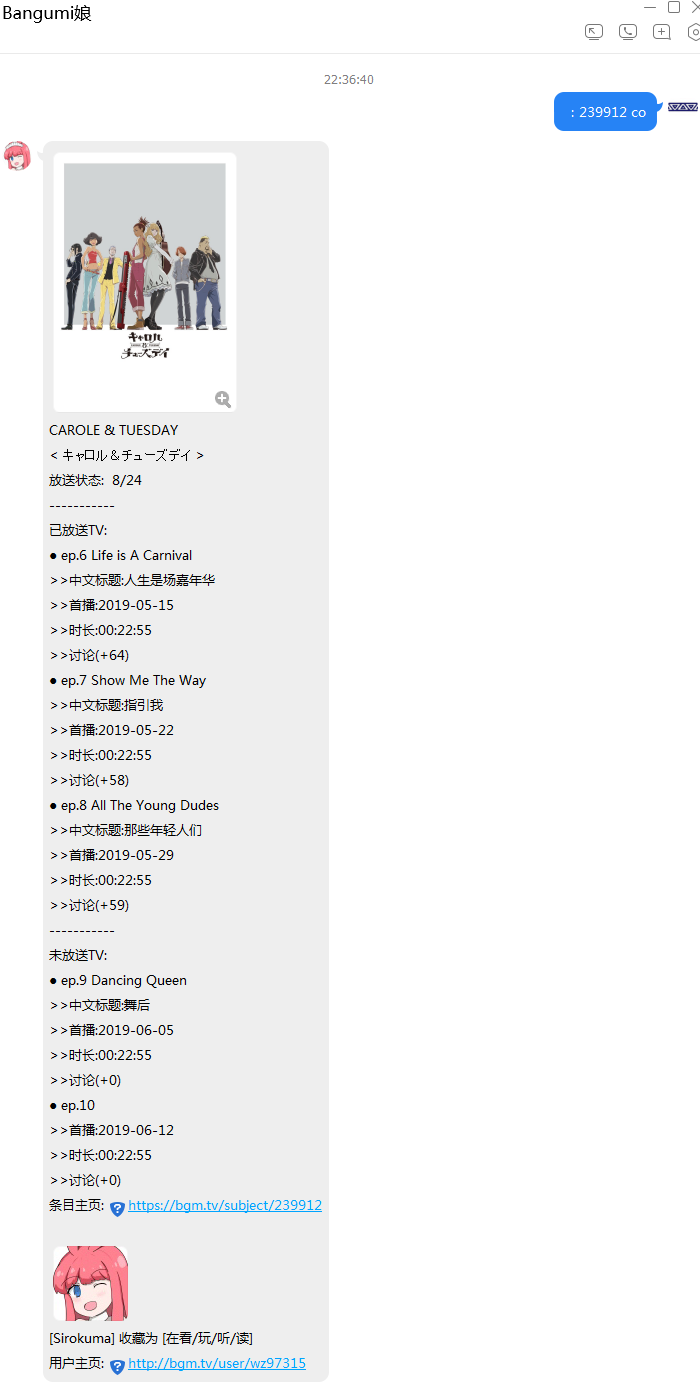 Bangumi娘
22:36:40
：239912 co
キャロル
&
チューズデイ
CAROLE & TUESDAY
< キャロル＆チューズデイ >
放送状态: 8/24
-----------
已放送TV:
● ep.6 Life is A Carnival
>>中文标题:人生是场嘉年华
>>首播:2019-05-15
>>时长:00:22:55
>>讨论(+64)
● ep.7 Show Me The Way
>>中文标题:指引我
>>首播:2019-05-22
>>时长:00:22:55
>>讨论(+58)
● ep.8 All The Young Dudes
>>中文标题:那些年轻人们
>>首播:2019-05-29
>>时长:00:22:55
>>讨论(+59)
-----------
未放送TV:
● ep.9 Dancing Queen
>>中文标题:舞后
>>首播:2019-06-05
>>时长:00:22:55
>>讨论(+0)
● ep.10
>>首播:2019-06-12
>>时长:00:22:55
>>讨论(+0)
条目主页: https://bgm.tv/subject/239912
[Sirokuma] 收藏为 [在看/玩/听/读]
用户主页: http://bgm.tv/user/wz97315